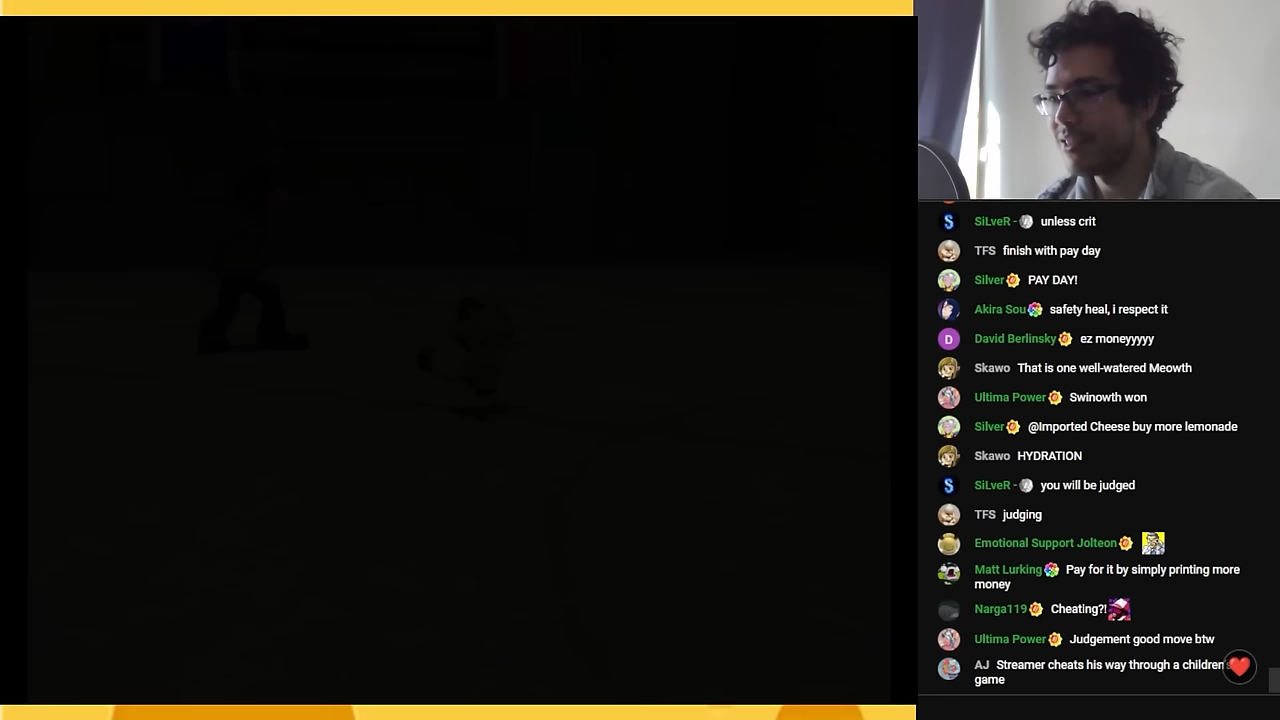 SiLveR - unless crit
TFS finish with pay day
Silver PAY DAY!
Akira Sou safety heal, i respect it
D David Berlinsky ez moneyyyyy
Skawo That is one well-watered Meowth
Ultima Power Swinowth won
Silver @Imported Cheese buy more lemonade
Skawo HYDRATION
SiLveR - you will be judged
TFS judging
Emotional Support Jolteon
Matt Lurking Pay for it by simply printing more
money
Narga119 Cheating?!
Ultima Power Judgement good move btw
AJ Streamer cheats his way through a children
game